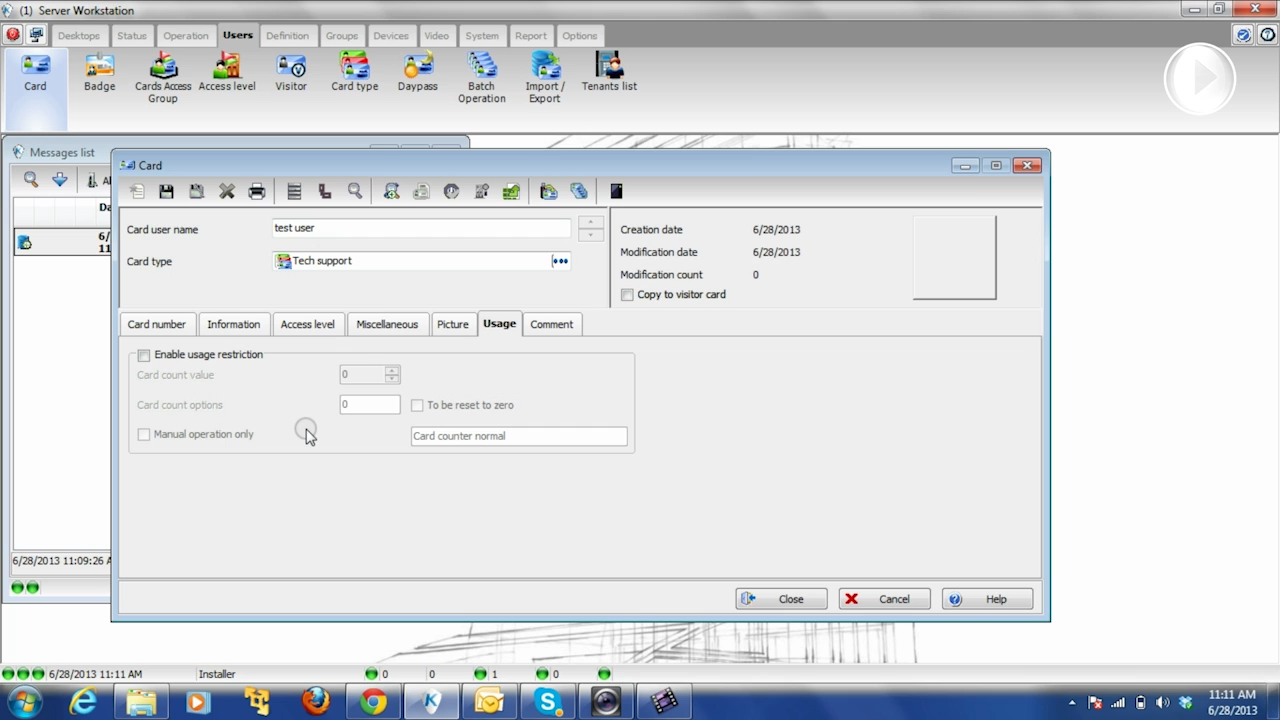 (1) Server Workstation
Desktops Status Operation Users Definition Groups Devices Video System Report Options
Card Badge Cards Access Group Access level Visitor Card type Daypass Batch Operation Import / Export Tenants list
Messages list
Card
Da
6/
11
Card user name test user
Card type Tech support
Creation date 6/28/2013
Modification date 6/28/2013
Modification count 0
Copy to visitor card
Card number Information Access level Miscellaneous Picture Usage Comment
Enable usage restriction
Card count value 0
Card count options 0 To be reset to zero
Manual operation only Card counter normal
6/28/2013 11:09:26 A
Close Cancel Help
6/28/2013 11:11 AM Installer 0 0 1 0
11:11 AM
6/28/2013